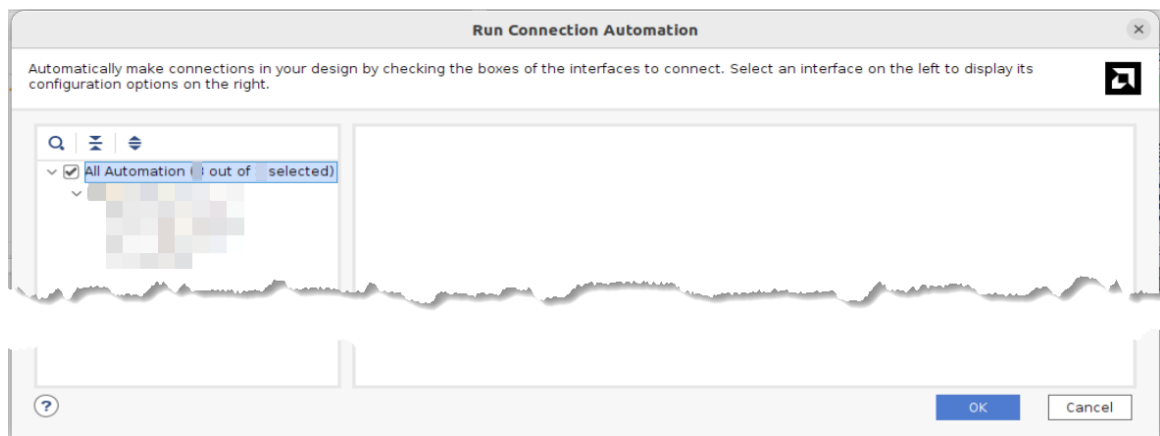 Run Connection Automation
Automatically make connections in your design by checking the boxes of the interfaces to connect. Select an interface on the left to display its
configuration options on the right.
All Automation ( out of selected)
?
OK
Cancel